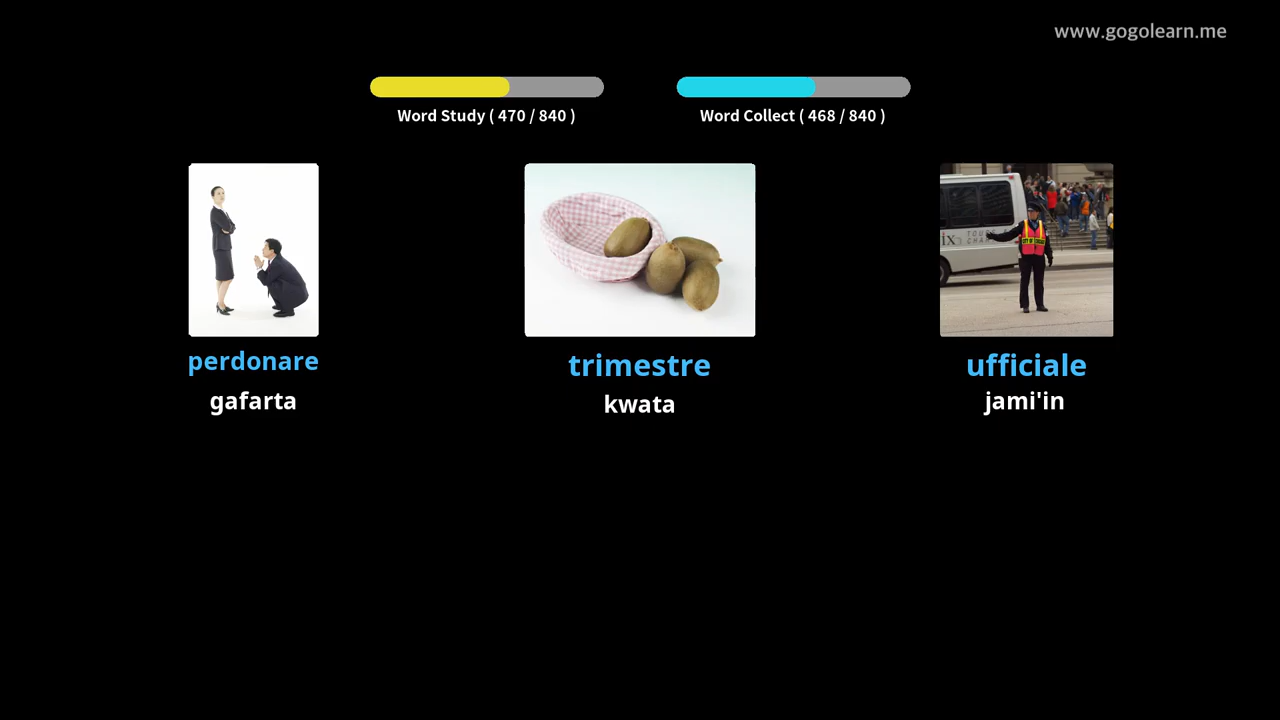 www.gogolearn.me
Word Study ( 470 / 840 )
Word Collect ( 468 / 840 )
perdonare
gafarta
trimestre
kwata
ufficiale
jami'in